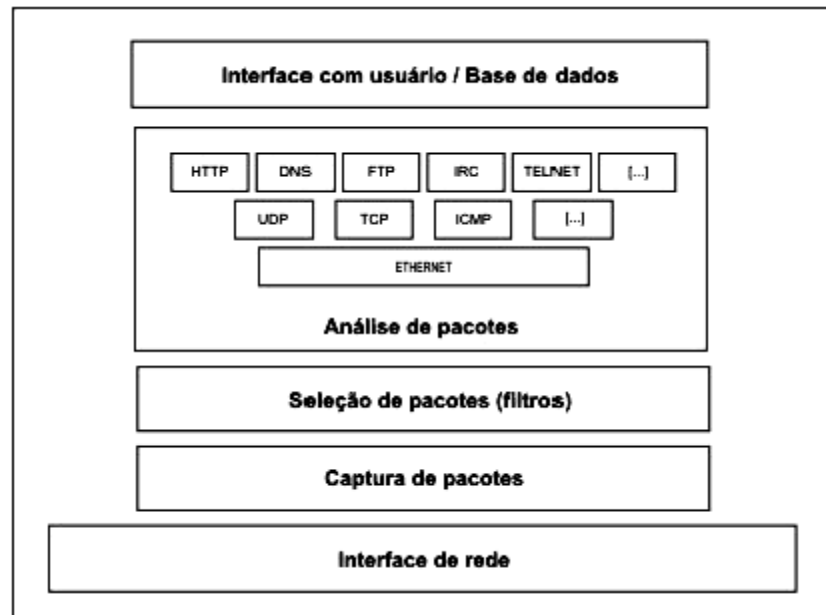 Interface com usuário / Base de dados
HTTP DNS FTP IRC TELNET [...]
UDP TCP ICMP [...]
ETHERNET
Análise de pacotes
Seleção de pacotes (filtros)
Captura de pacotes
Interface de rede